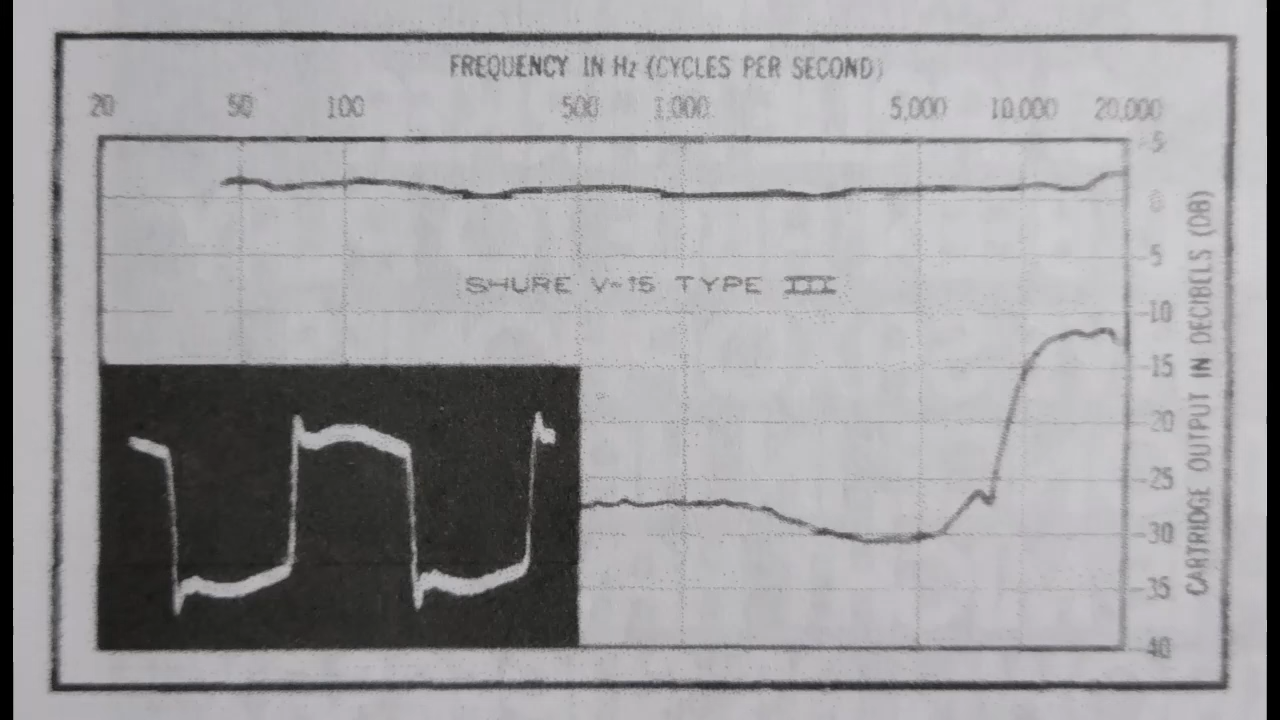 FREQUENCY IN Hz (CYCLES PER SECOND)
20 50 100 500 1,000 5,000 10,000 20,000
+5
0
-5
SHURE V-15 TYPE III
-10
-15
-20
-25
-30
-35
-40
CARTRIDGE OUTPUT IN DECIBELS (DB)